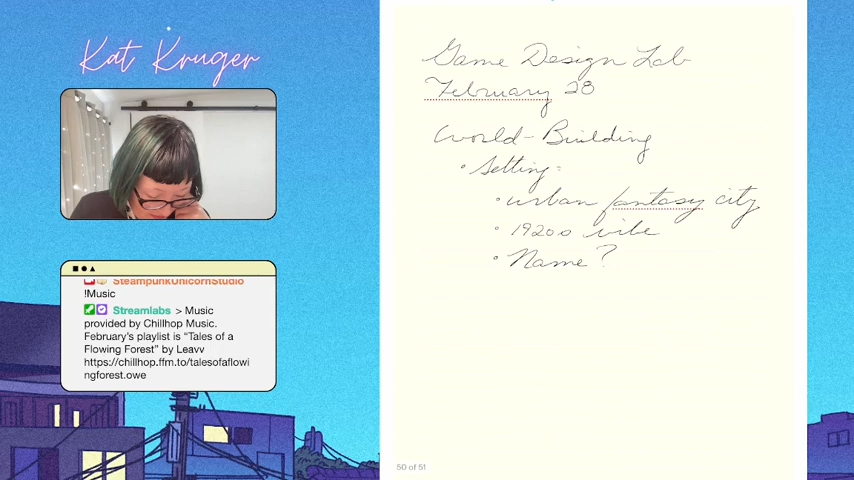 Kat Kruger
SteampunkUnicornStudio
!Music
Streamlabs > Music
provided by Chillhop Music.
February's playlist is "Tales of a
Flowing Forest" by Leavv
https://chillhop.ffm.to/talesofaflowi
ngforest.owe
Game Design Lab
February 28
World-Building
• Setting:
• urban fantasy city
• 1920s vibe
• Name?
50 of 51